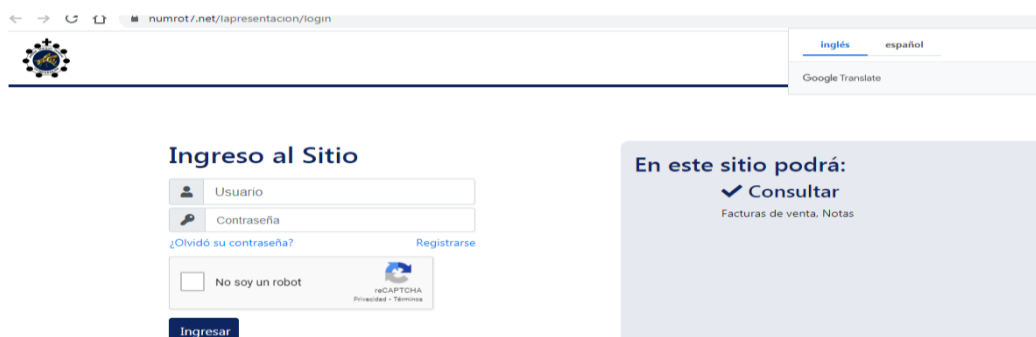 numrot7.net/lapresentacion/login
inglés español
Google Translate
Ingreso al Sitio
Usuario
Contraseña
¿Olvidó su contraseña? Registrarse
No soy un robot
reCAPTCHA
Privacidad - Términos
Ingresar
En este sitio podrá:
Consultar
Facturas de venta, Notas